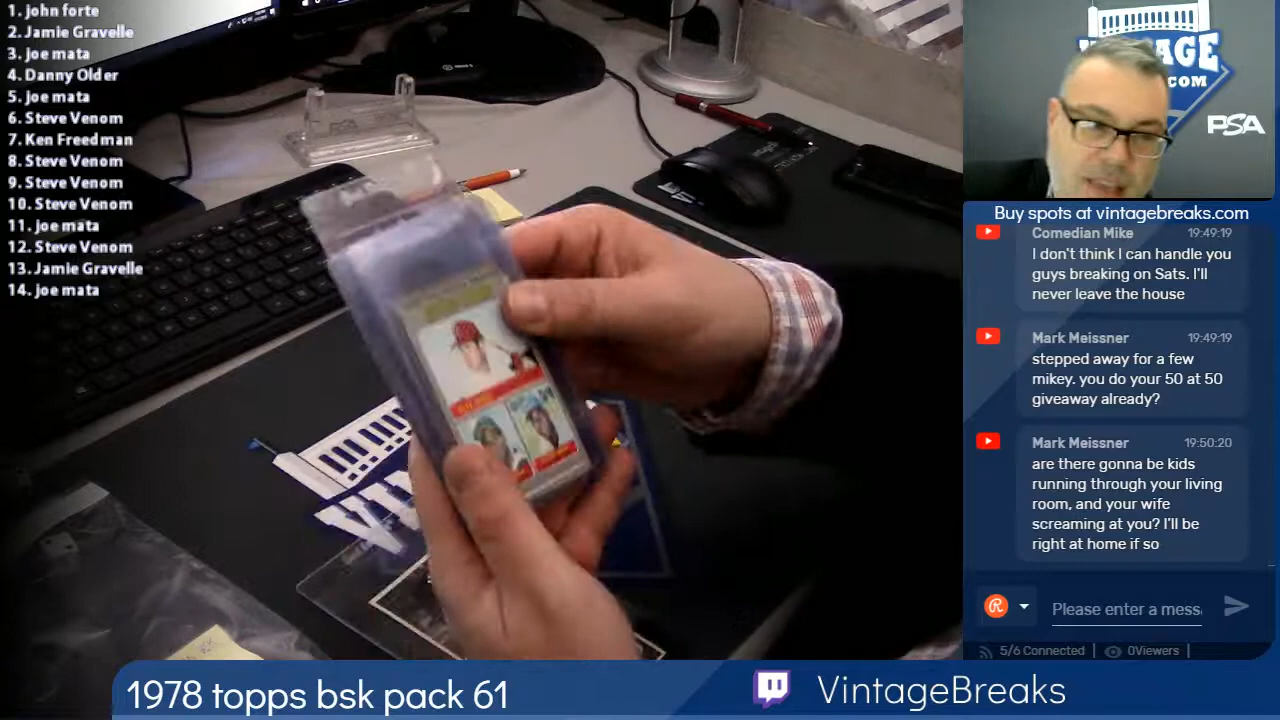 1. john forte
2. Jamie Gravelle
3. joe mata
4. Danny Older
5. joe mata
6. Steve Venom
7. Ken Freedman
8. Steve Venom
9. Steve Venom
10. Steve Venom
11. joe mata
12. Steve Venom
13. Jamie Gravelle
14. joe mata
PSA
Buy spots at vintagebreaks.com
Comedian Mike 19:49:19
I don't think I can handle you
guys breaking on Sats. I'll
never leave the house
Mark Meissner 19:49:19
stepped away for a few
mikey. you do your 50 at 50
giveaway already?
Mark Meissner 19:50:20
are there gonna be kids
running through your living
room, and your wife
screaming at you? I'll be
right at home if so
Please enter a mess
5/6 Connected | 0Viewers |
1978 topps bsk pack 61
VintageBreaks